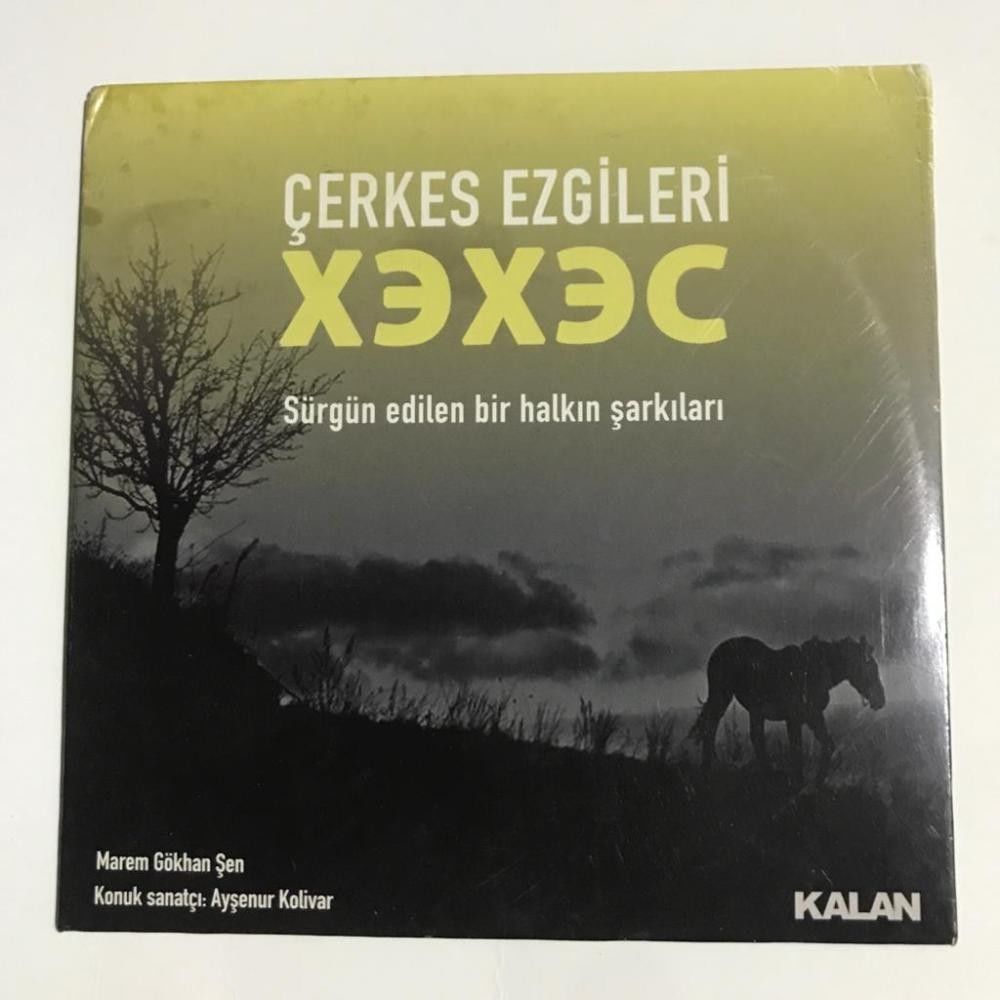 ÇERKES EZGİLERİ
ХЭХЭС
Sürgün edilen bir halkın şarkıları
Marem Gökhan Şen
Konuk sanatçı: Ayşenur Kolivar
KALAN